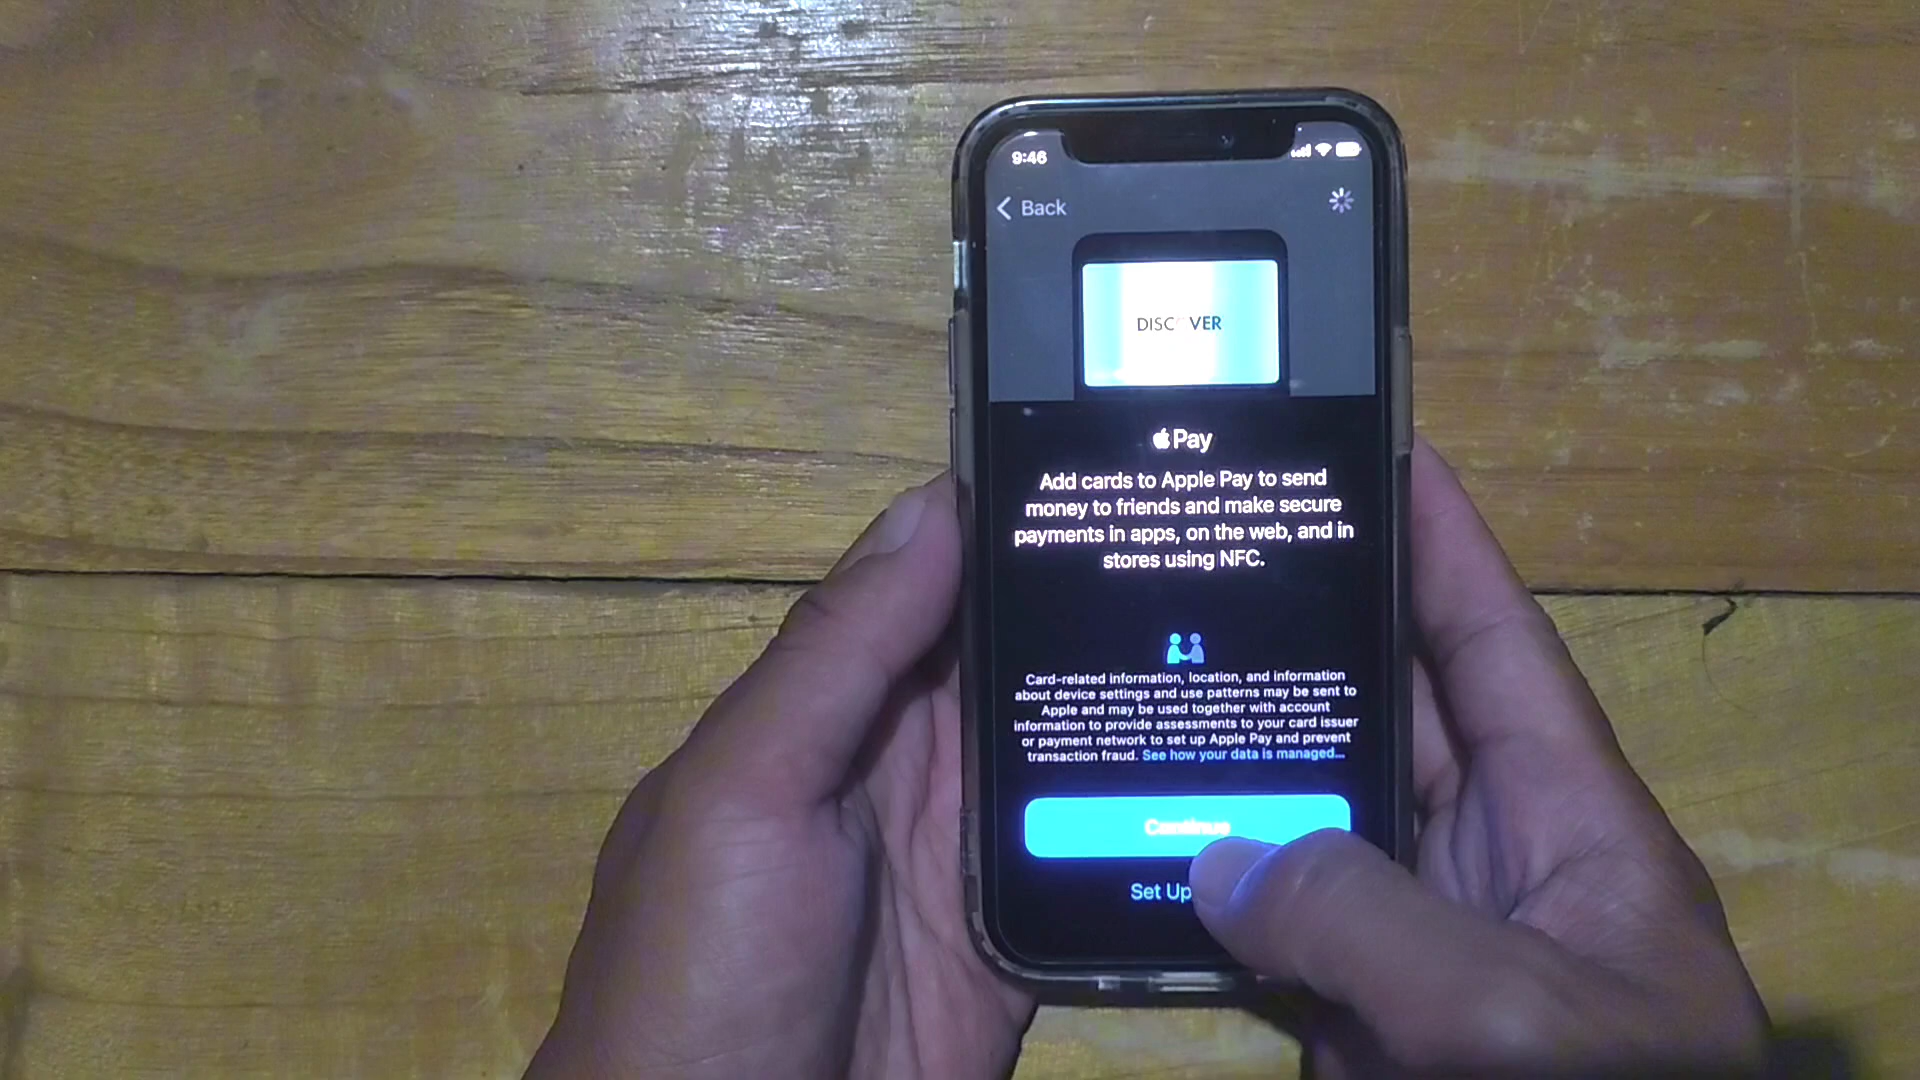 9:46
Back
DISC VER
Pay
Add cards to Apple Pay to send
money to friends and make secure
payments in apps, on the web, and in
stores using NFC.
Card-related information, location, and information
about device settings and use patterns may be sent to
Apple and may be used together with account
information to provide assessments to your card issuer
or payment network to set up Apple Pay and prevent
transaction fraud. See how your data is managed...
Continue
Set Up